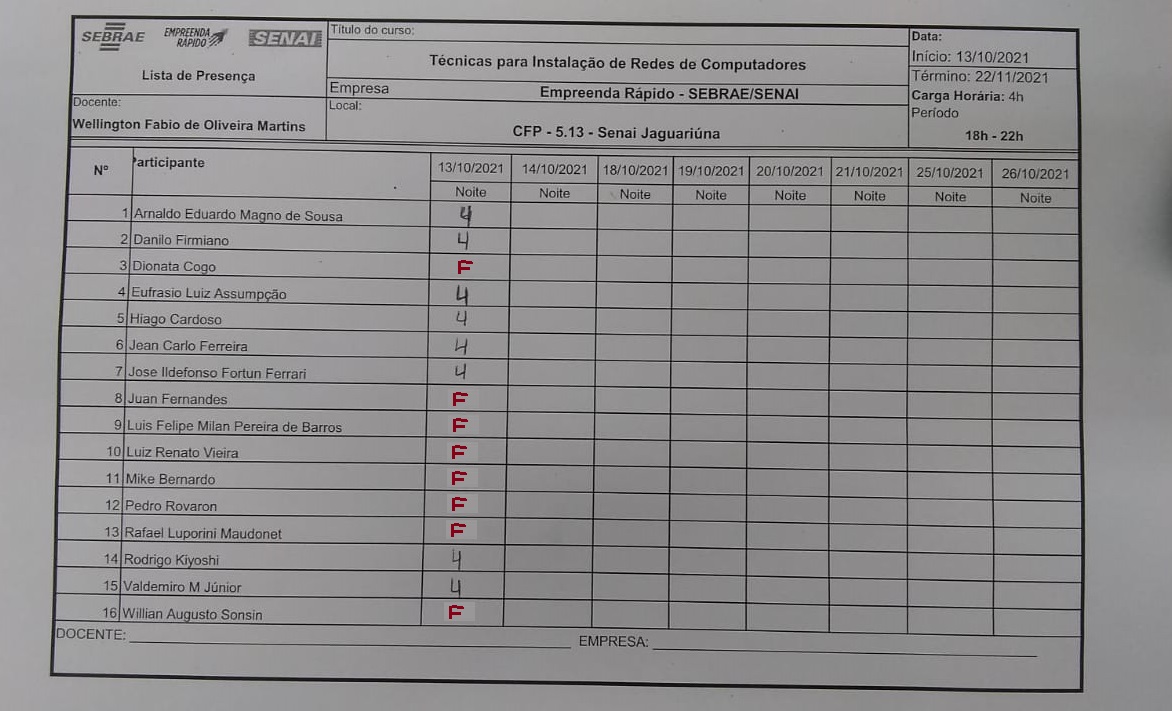 SEBRAE EMPREENDA RÁPIDO SENAI
Lista de Presença
Docente:
Wellington Fabio de Oliveira Martins
Título do curso:
Técnicas para Instalação de Redes de Computadores
Empresa Empreenda Rápido - SEBRAE/SENAI
Local:
CFP - 5.13 - Senai Jaguariúna
Data:
Início: 13/10/2021
Término: 22/11/2021
Carga Horária: 4h
Período
18h - 22h
Nº Participante 13/10/2021 14/10/2021 18/10/2021 19/10/2021 20/10/2021 21/10/2021 25/10/2021 26/10/2021
Noite Noite Noite Noite Noite Noite Noite Noite
1 Arnaldo Eduardo Magno de Sousa 4
2 Danilo Firmiano 4
3 Dionata Cogo F
4 Eufrasio Luiz Assumpção 4
5 Hiago Cardoso 4
6 Jean Carlo Ferreira 4
7 Jose Ildefonso Fortun Ferrari 4
8 Juan Fernandes F
9 Luis Felipe Milan Pereira de Barros F
10 Luiz Renato Vieira F
11 Mike Bernardo F
12 Pedro Rovaron F
13 Rafael Luporini Maudonet F
14 Rodrigo Kiyoshi 4
15 Valdemiro M Júnior 4
16 Willian Augusto Sonsin F
DOCENTE: EMPRESA: